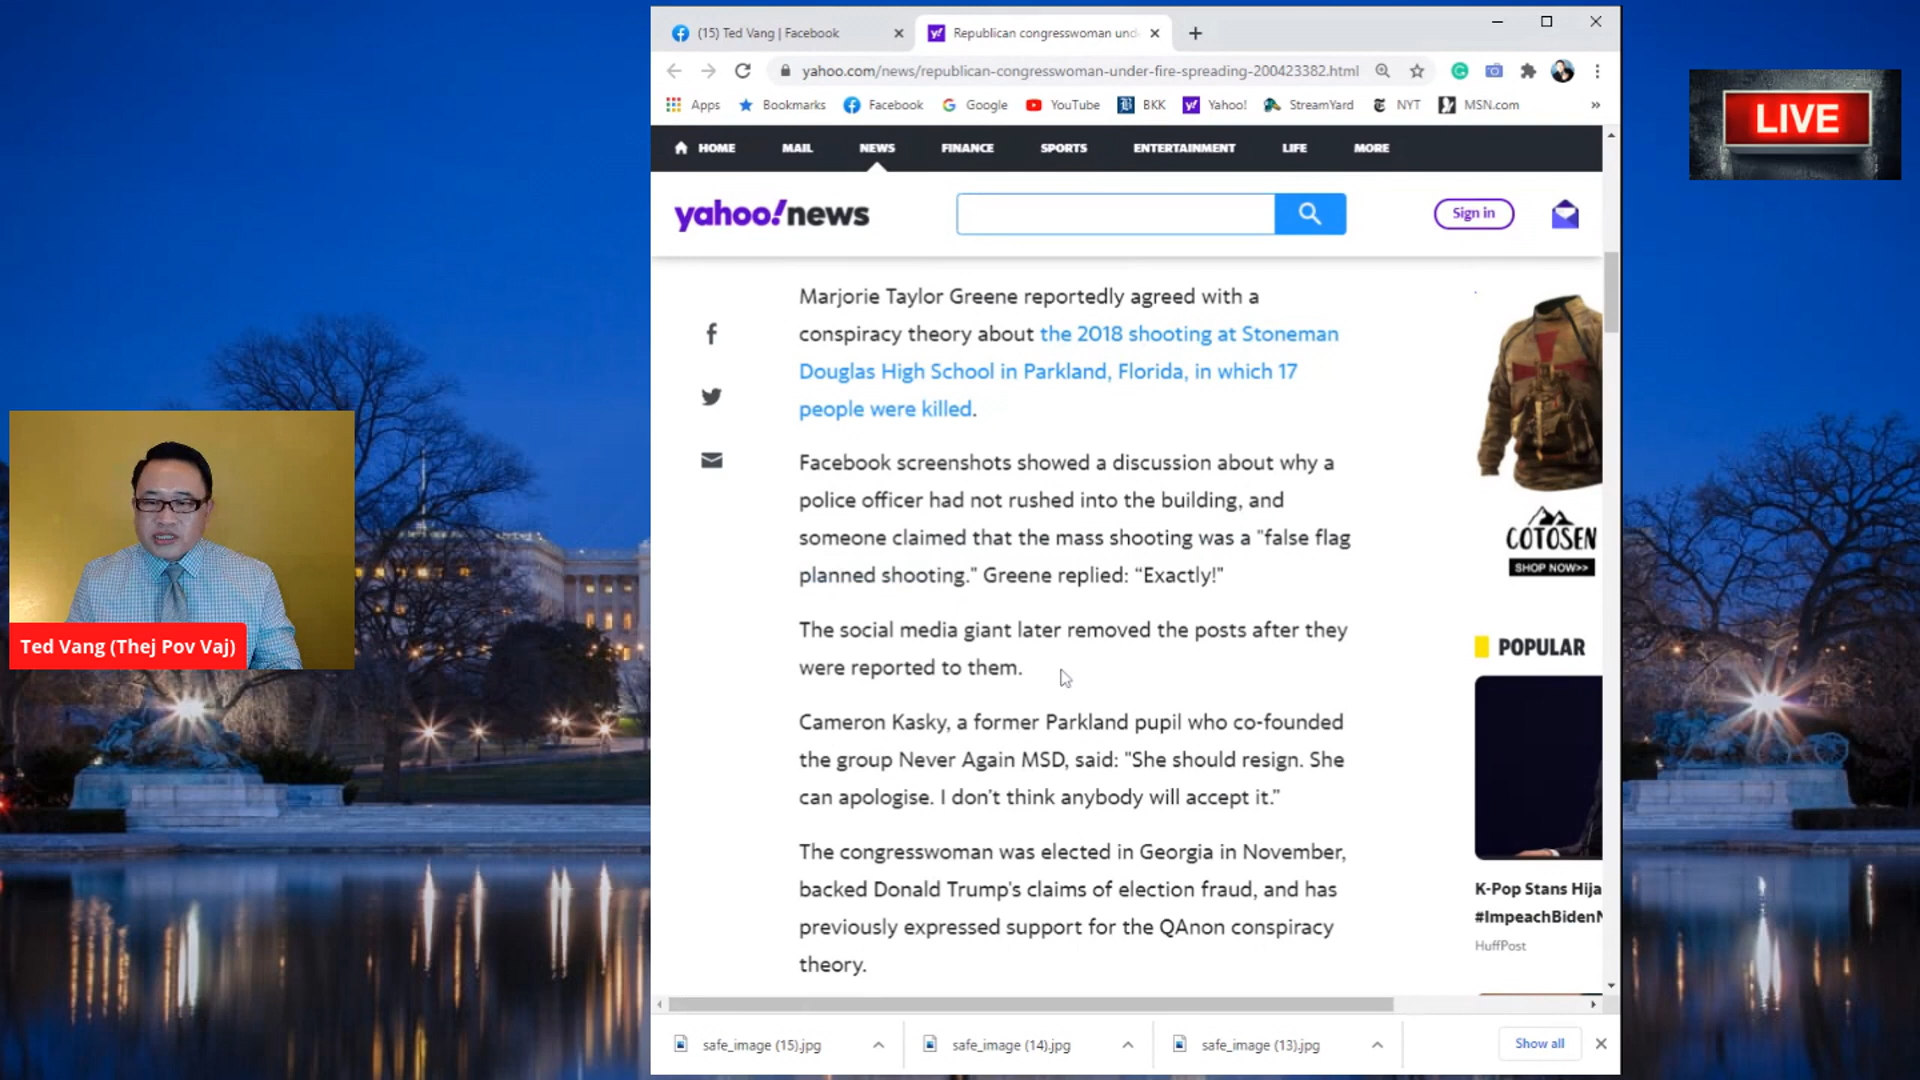 (15) Ted Vang | Facebook
Republican congresswoman und
yahoo.com/news/republican-congresswoman-under-fire-spreading-200423382.html
Apps Bookmarks Facebook Google YouTube BKK Yahoo! StreamYard NYT MSN.com »
HOME MAIL NEWS FINANCE SPORTS ENTERTAINMENT LIFE MORE
yahoo!news
Sign in
LIVE
Marjorie Taylor Greene reportedly agreed with a
conspiracy theory about the 2018 shooting at Stoneman
Douglas High School in Parkland, Florida, in which 17
people were killed.
Facebook screenshots showed a discussion about why a
police officer had not rushed into the building, and
someone claimed that the mass shooting was a "false flag
planned shooting." Greene replied: “Exactly!”
The social media giant later removed the posts after they
were reported to them.
Cameron Kasky, a former Parkland pupil who co-founded
the group Never Again MSD, said: "She should resign. She
can apologise. I don't think anybody will accept it.”
The congresswoman was elected in Georgia in November,
backed Donald Trump's claims of election fraud, and has
previously expressed support for the QAnon conspiracy
theory.
COTOSEN
SHOP NOW>>
POPULAR
K-Pop Stans Hija
#ImpeachBidenN
HuffPost
Ted Vang (Thej Pov Vaj)
safe_image (15).jpg
safe_image (14).jpg
safe_image (13).jpg
Show all